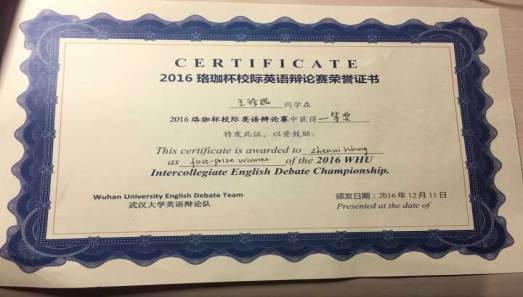 CERTIFICATE
2016 珞珈杯校际英语辩论赛荣誉证书
同学在
2016 珞珈杯校际英语辩论赛中获得 一等奖
特发此证，以资鼓励。
This certificate is awarded to Zhenni Wang
as first-prize winner of the 2016 WHU
Intercollegiate English Debate Championship.
Wuhan University English Debate Team
武汉大学英语辩论队
颁发日期：2016 年 12 月 11 日
Presented at the date of